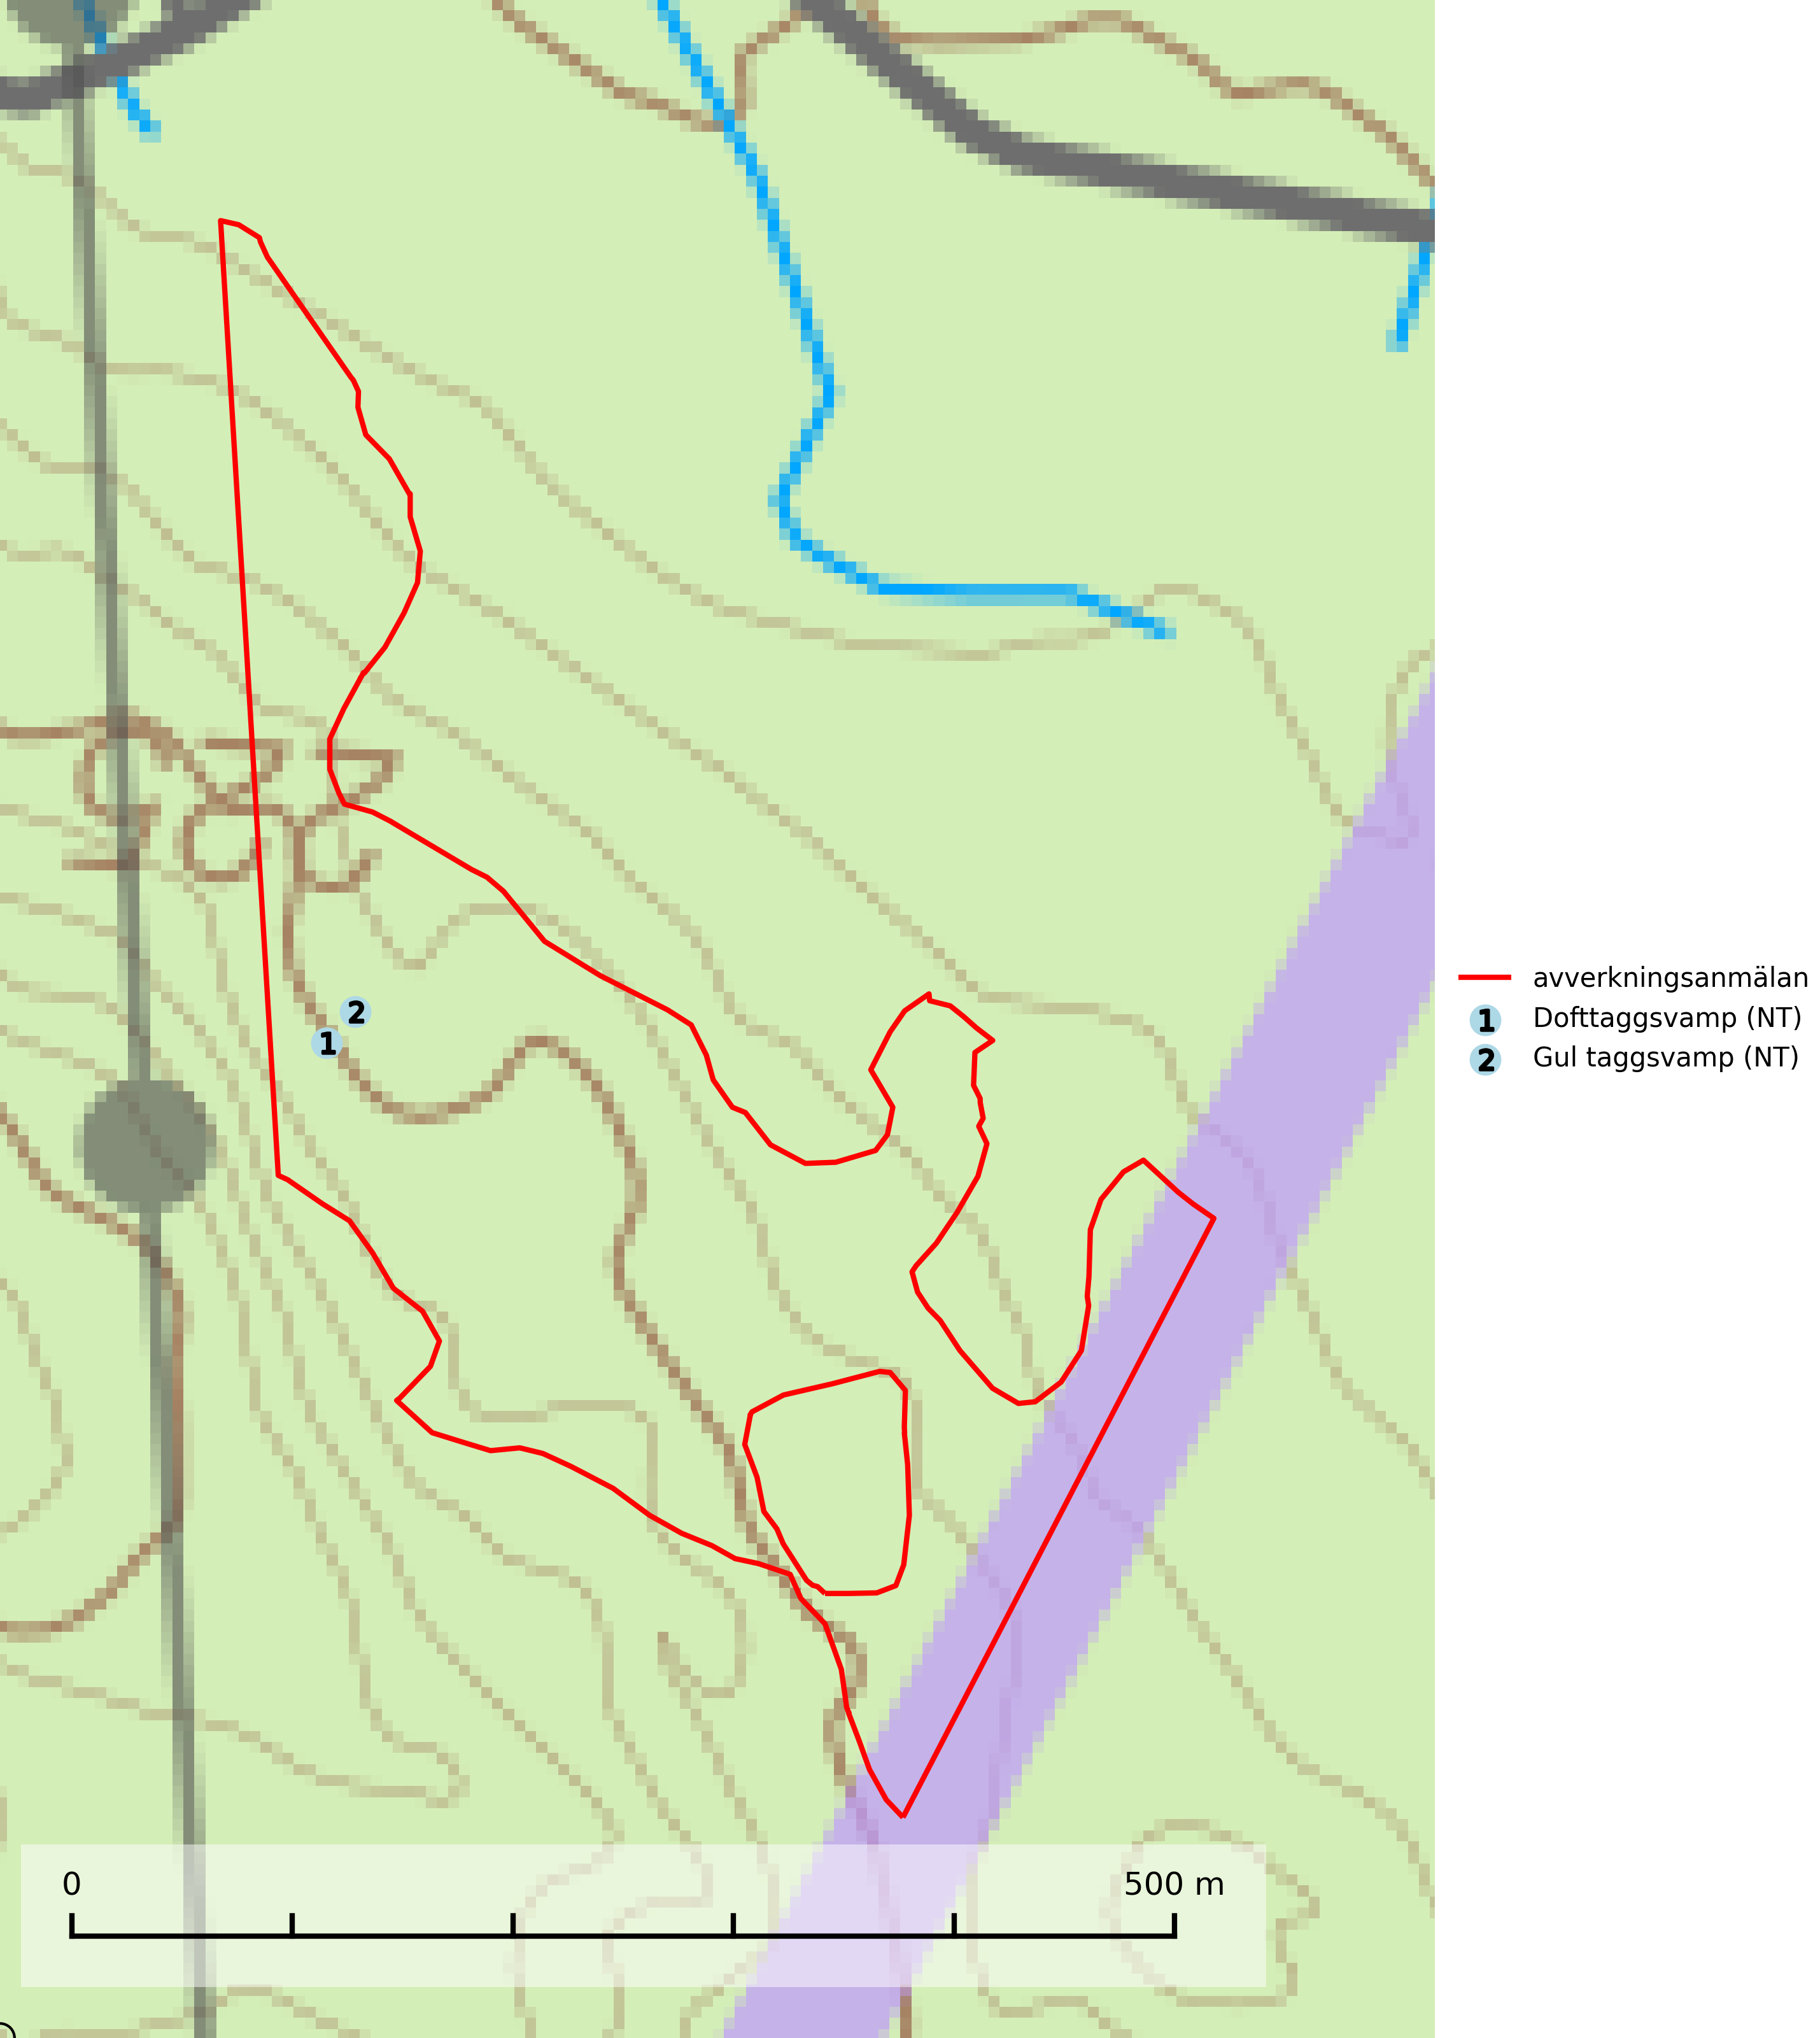 avverkningsanmälan
2
1 Dofttaggsvamp (NT)
1
2 Gul taggsvamp (NT)
0 500 m